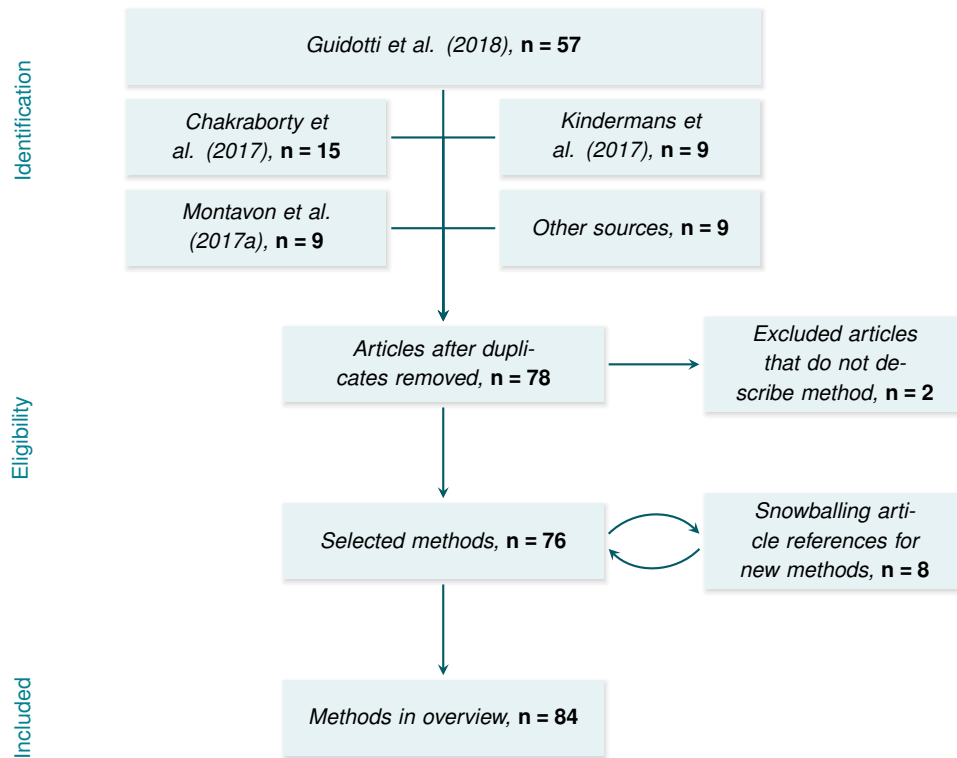 Identification
Guidotti et al. (2018), n = 57
Chakraborty et
al. (2017), n = 15
Kindermans et
al. (2017), n = 9
Montavon et al.
(2017a), n = 9
Other sources, n = 9
Eligibility
Articles after dupli-
cates removed, n = 78
Excluded articles
that do not de-
scribe method, n = 2
Selected methods, n = 76
Snowballing arti-
cle references for
new methods, n = 8
Included
Methods in overview, n = 84